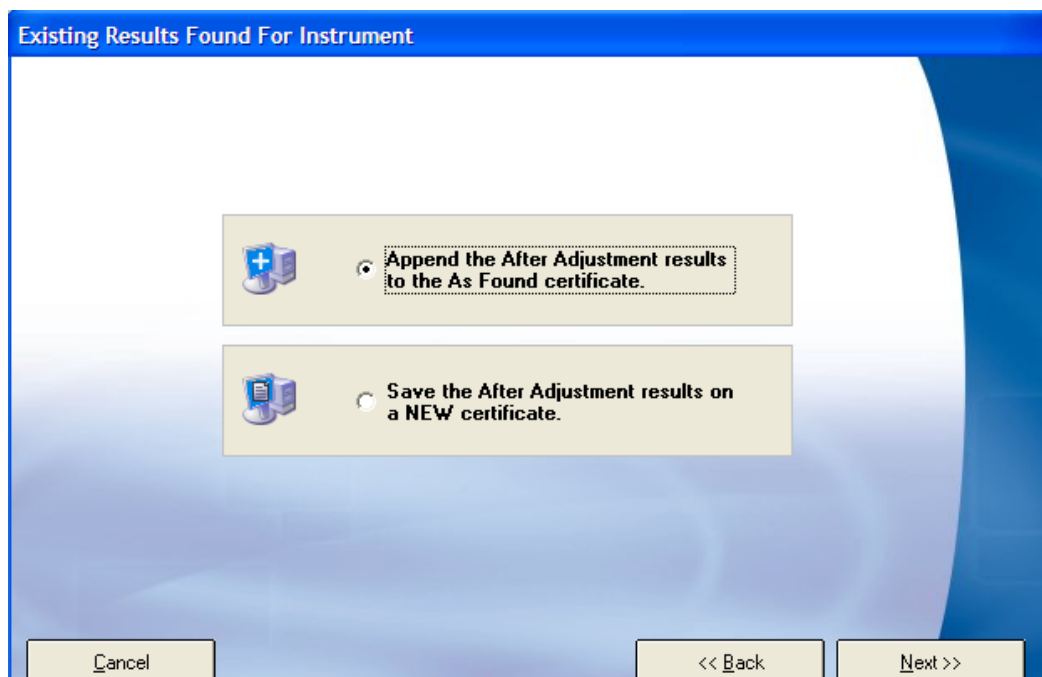 Existing Results Found For Instrument
Append the After Adjustment results
to the As Found certificate.
Save the After Adjustment results on
a NEW certificate.
Cancel
<< Back
Next >>